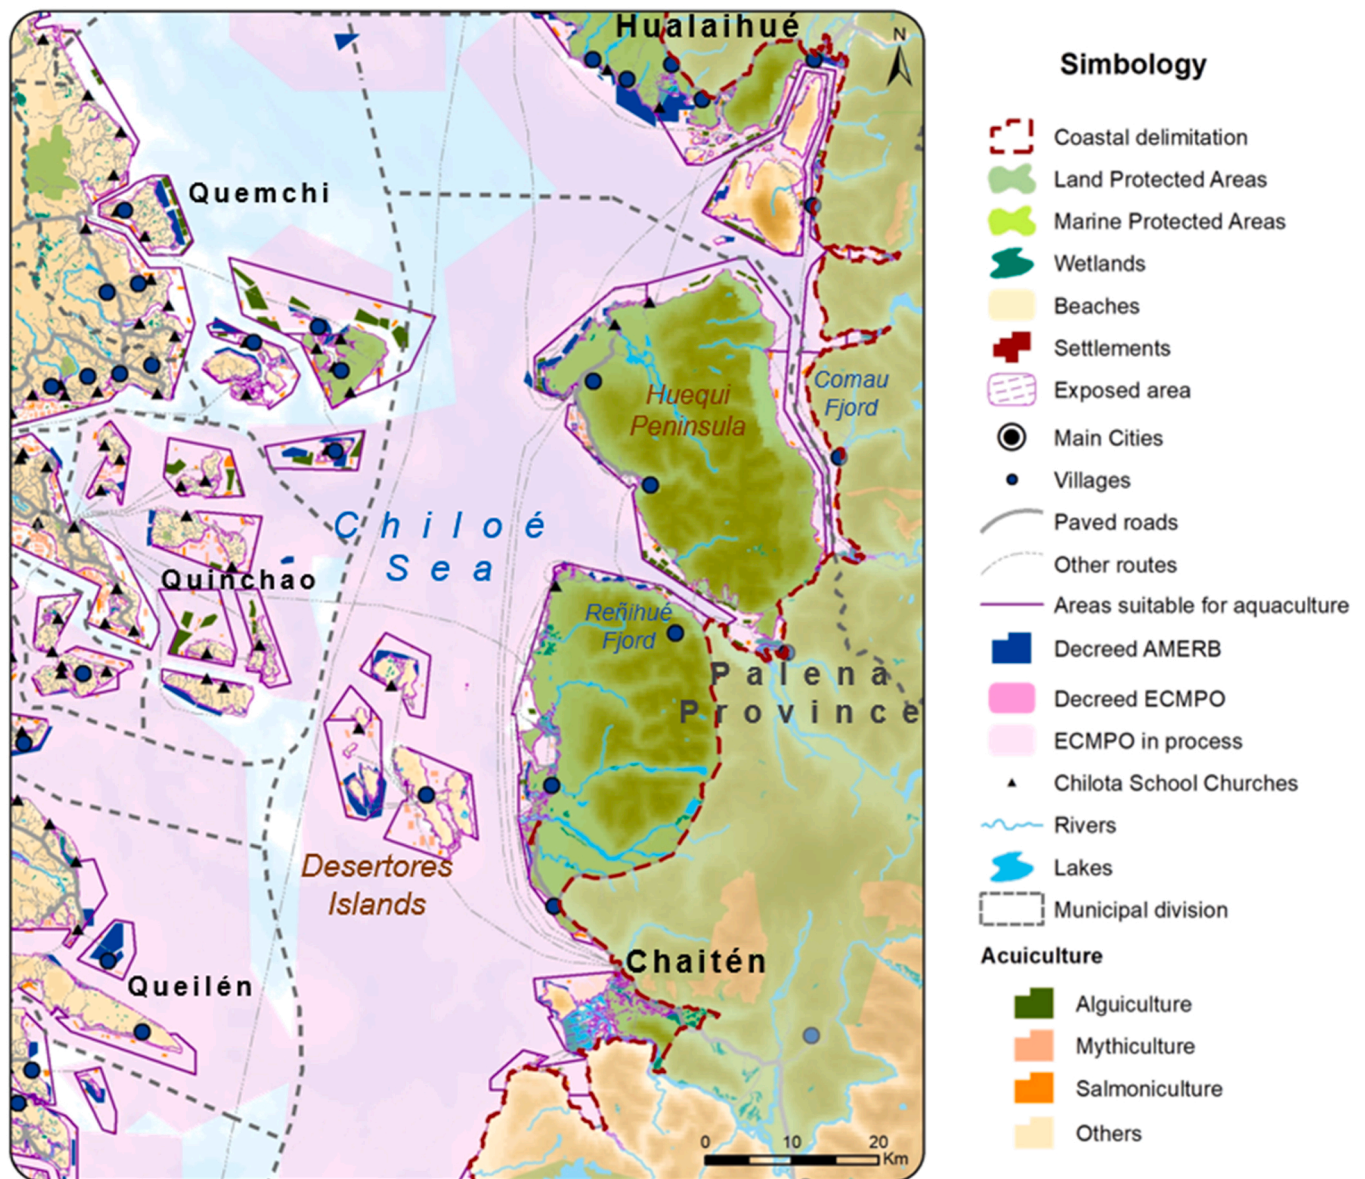 Hualaihué
N
Quemchi
Huequi
Peninsula
Comau
Fjord
Chiloé
Sea
Quinchao
Reñihué
Fjord
Palena
Province
Desertores
Islands
Chaitén
Queilén
0 10 20
Km
Simbology
Coastal delimitation
Land Protected Areas
Marine Protected Areas
Wetlands
Beaches
Settlements
Exposed area
Main Cities
Villages
Paved roads
Other routes
Areas suitable for aquaculture
Decreed AMERB
Decreed ECMPO
ECMPO in process
Chilota School Churches
Rivers
Lakes
Municipal division
Acuiculture
Alguiculture
Mythiculture
Salmoniculture
Others